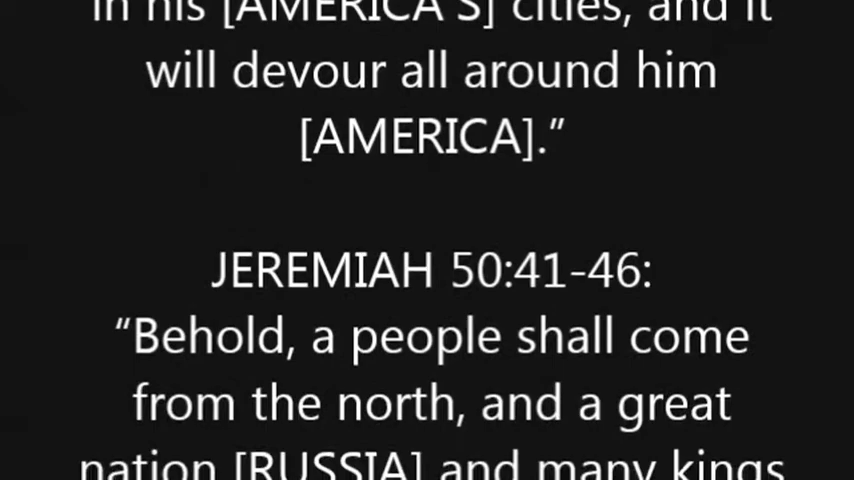 in his [AMERICA'S] cities, and it
will devour all around him
[AMERICA].”
JEREMIAH 50:41-46:
“Behold, a people shall come
from the north, and a great
nation [RUSSIA] and many kings